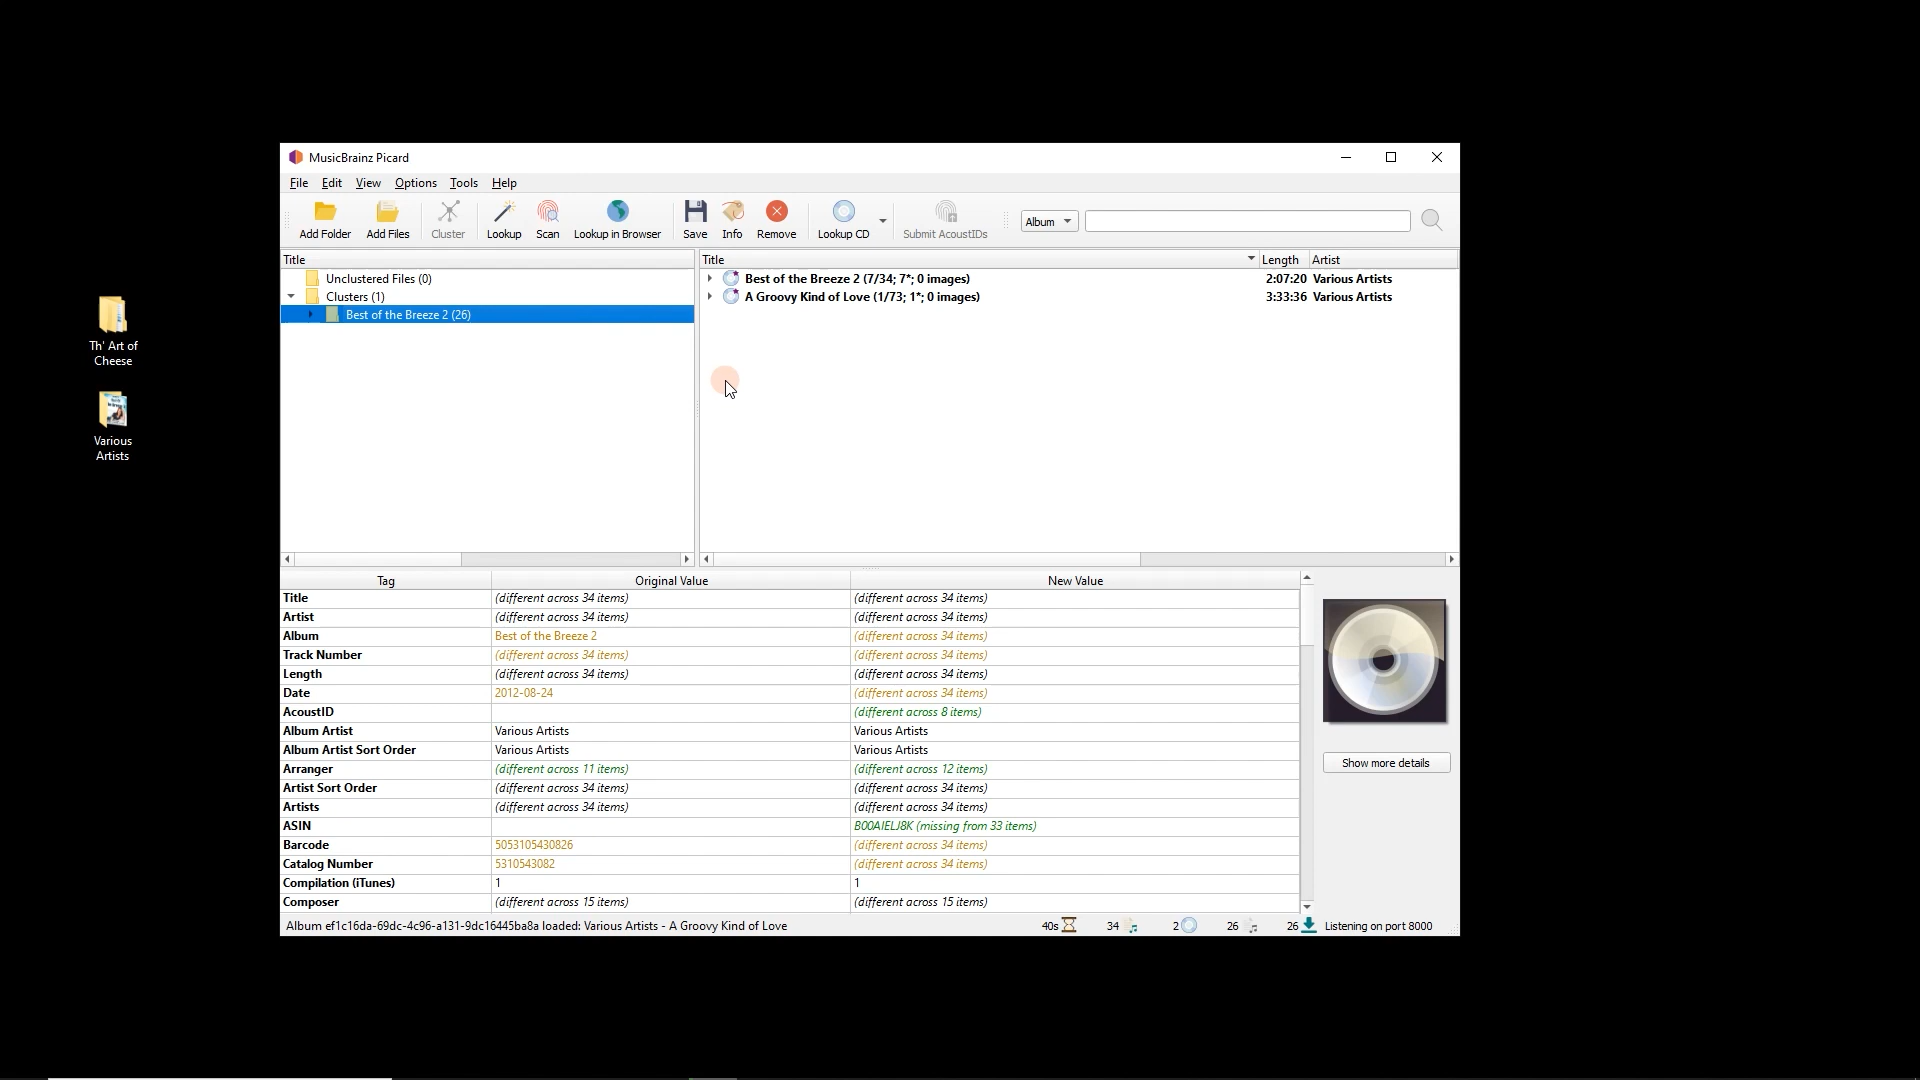 MusicBrainz Picard
File Edit View Options Tools Help
Add Folder Add Files Cluster Lookup Scan Lookup in Browser Save Info Remove Lookup CD Submit AcoustIDs Album
Title
Unclustered Files (0)
Clusters (1)
Best of the Breeze 2 (26)
Title Length Artist
Best of the Breeze 2 (7/34; 7*; 0 images) 2:07:20 Various Artists
A Groovy Kind of Love (1/73; 1*; 0 images) 3:33:36 Various Artists
Th' Art of
Cheese
Various
Artists
Tag Original Value New Value
Title (different across 34 items) (different across 34 items)
Artist (different across 34 items) (different across 34 items)
Album Best of the Breeze 2 (different across 34 items)
Track Number (different across 34 items) (different across 34 items)
Length (different across 34 items) (different across 34 items)
Date 2012-08-24 (different across 34 items)
AcoustID (different across 8 items)
Album Artist Various Artists Various Artists
Album Artist Sort Order Various Artists Various Artists
Arranger (different across 11 items) (different across 12 items)
Artist Sort Order (different across 34 items) (different across 34 items)
Artists (different across 34 items) (different across 34 items)
ASIN B00AIELJ8K (missing from 33 items)
Barcode 5053105430826 (different across 34 items)
Catalog Number 5310543082 (different across 34 items)
Compilation (iTunes) 1 1
Composer (different across 15 items) (different across 15 items)
Show more details
Album ef1c16da-69dc-4c96-a131-9dc16445ba8a loaded: Various Artists - A Groovy Kind of Love 40s 34 2 26 26 Listening on port 8000